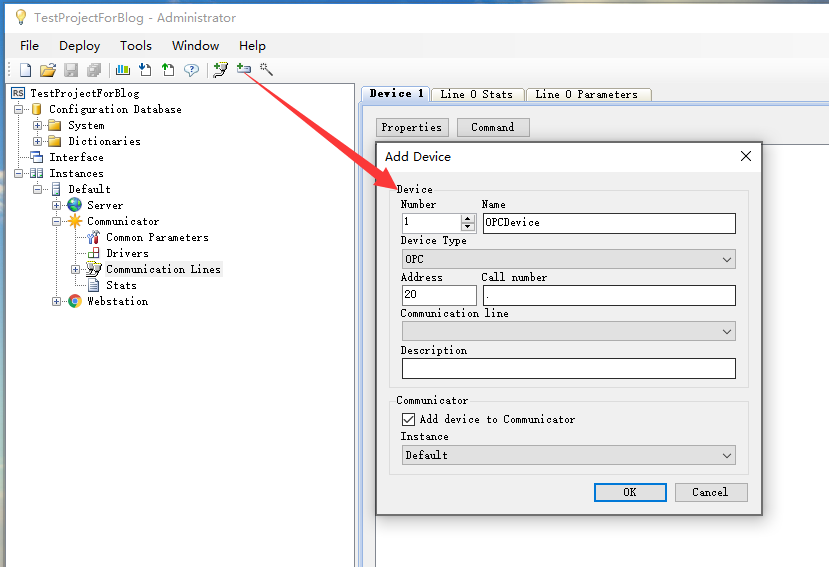 TestProjectForBlog - Administrator
File Deploy Tools Window Help
RS TestProjectForBlog
Configuration Database
System
Dictionaries
Interface
Instances
Default
Server
Communicator
Common Parameters
Drivers
Communication Lines
Stats
Webstation
Device 1 Line 0 Stats Line 0 Parameters
Properties Command
Add Device
Device
Number Name
1 OPCDevice
Device Type
OPC
Address Call number
20 .
Communication line
Description
Communicator
Add device to Communicator
Instance
Default
OK Cancel